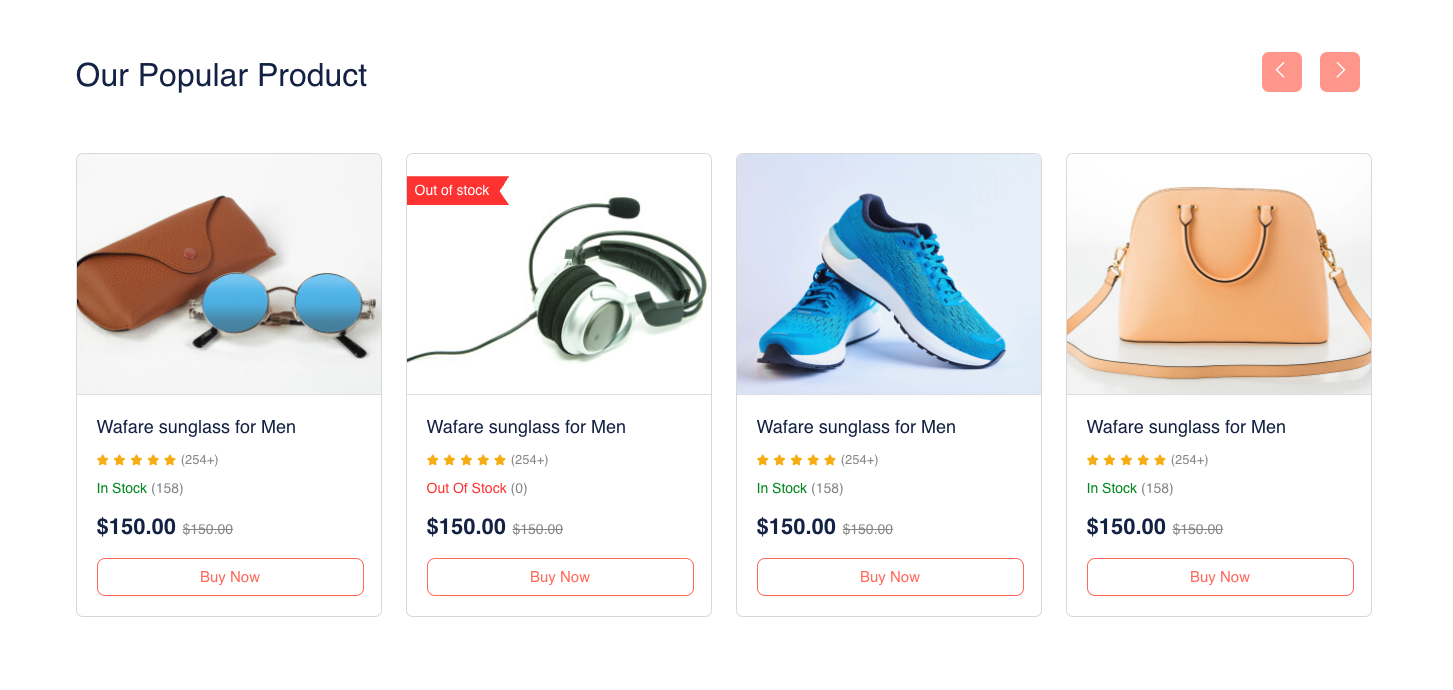 Our Popular Product
Out of stock
Wafare sunglass for Men
(254+)
In Stock (158)
$150.00 $150.00
Buy Now
Wafare sunglass for Men
(254+)
Out Of Stock (0)
$150.00 $150.00
Buy Now
Wafare sunglass for Men
(254+)
In Stock (158)
$150.00 $150.00
Buy Now
Wafare sunglass for Men
(254+)
In Stock (158)
$150.00 $150.00
Buy Now